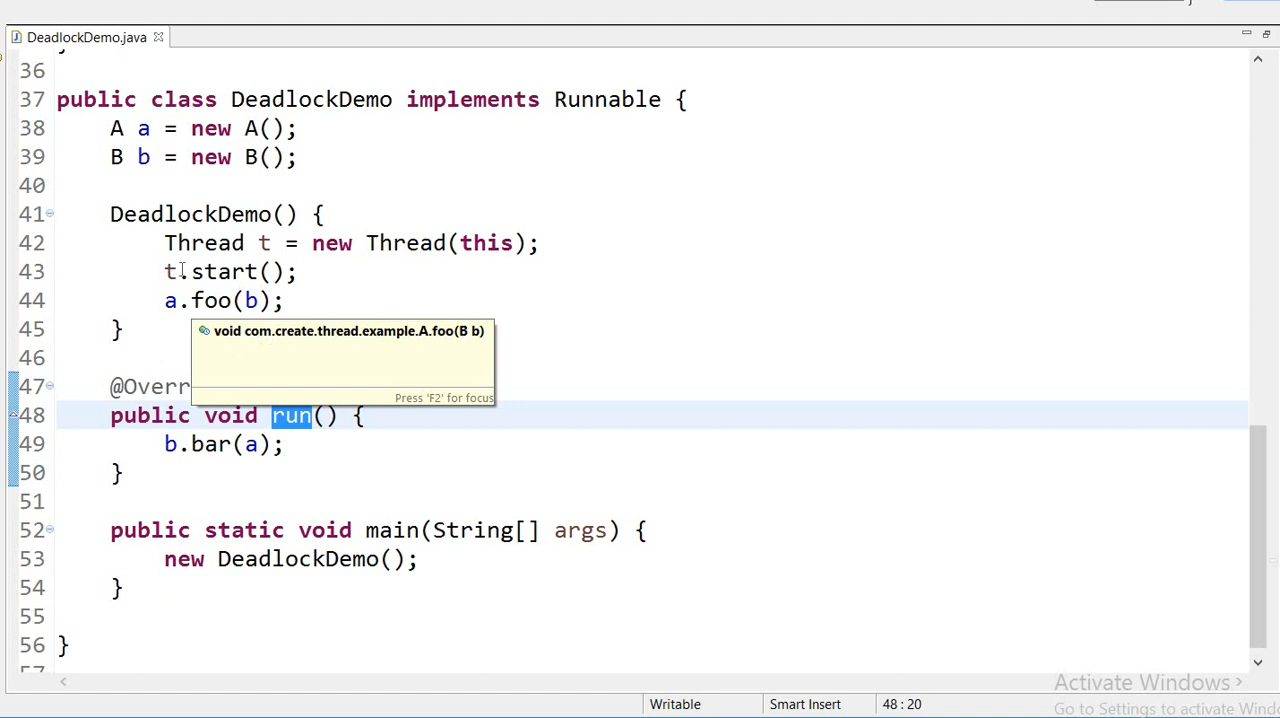 DeadlockDemo.java
}
36
37 public class DeadlockDemo implements Runnable {
38 A a = new A();
39 B b = new B();
40
41 DeadlockDemo() {
42 Thread t = new Thread(this);
43 t.start();
44 a.foo(b);
45 }
46
void com.create.thread.example.A.foo(B b)
Press 'F2' for focus
47 @Overr
48 public void run() {
49 b.bar(a);
50 }
51
52 public static void main(String[] args) {
53 new DeadlockDemo();
54 }
55
56 }
57
Activate Windows
Go to Settings to activate Wind
Writable Smart Insert 48 : 20